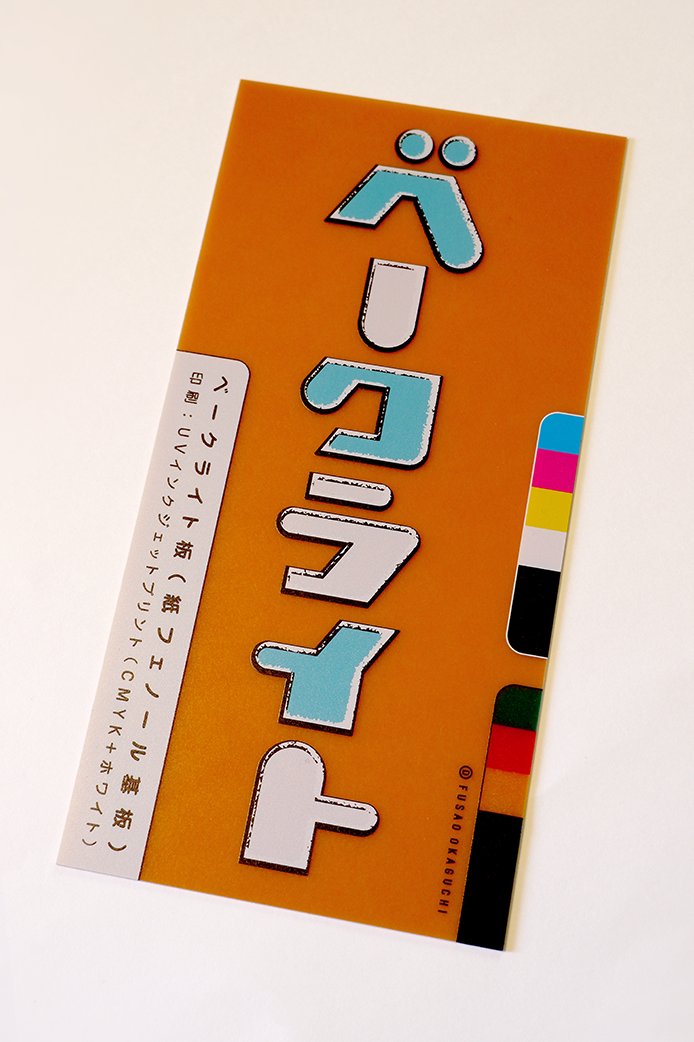 ベークライト
ベークライト板(紙フェノール基板)
印刷:UVインクジェットプリント(CMYK+ホワイト)
@FUSAO OKAGUCHI